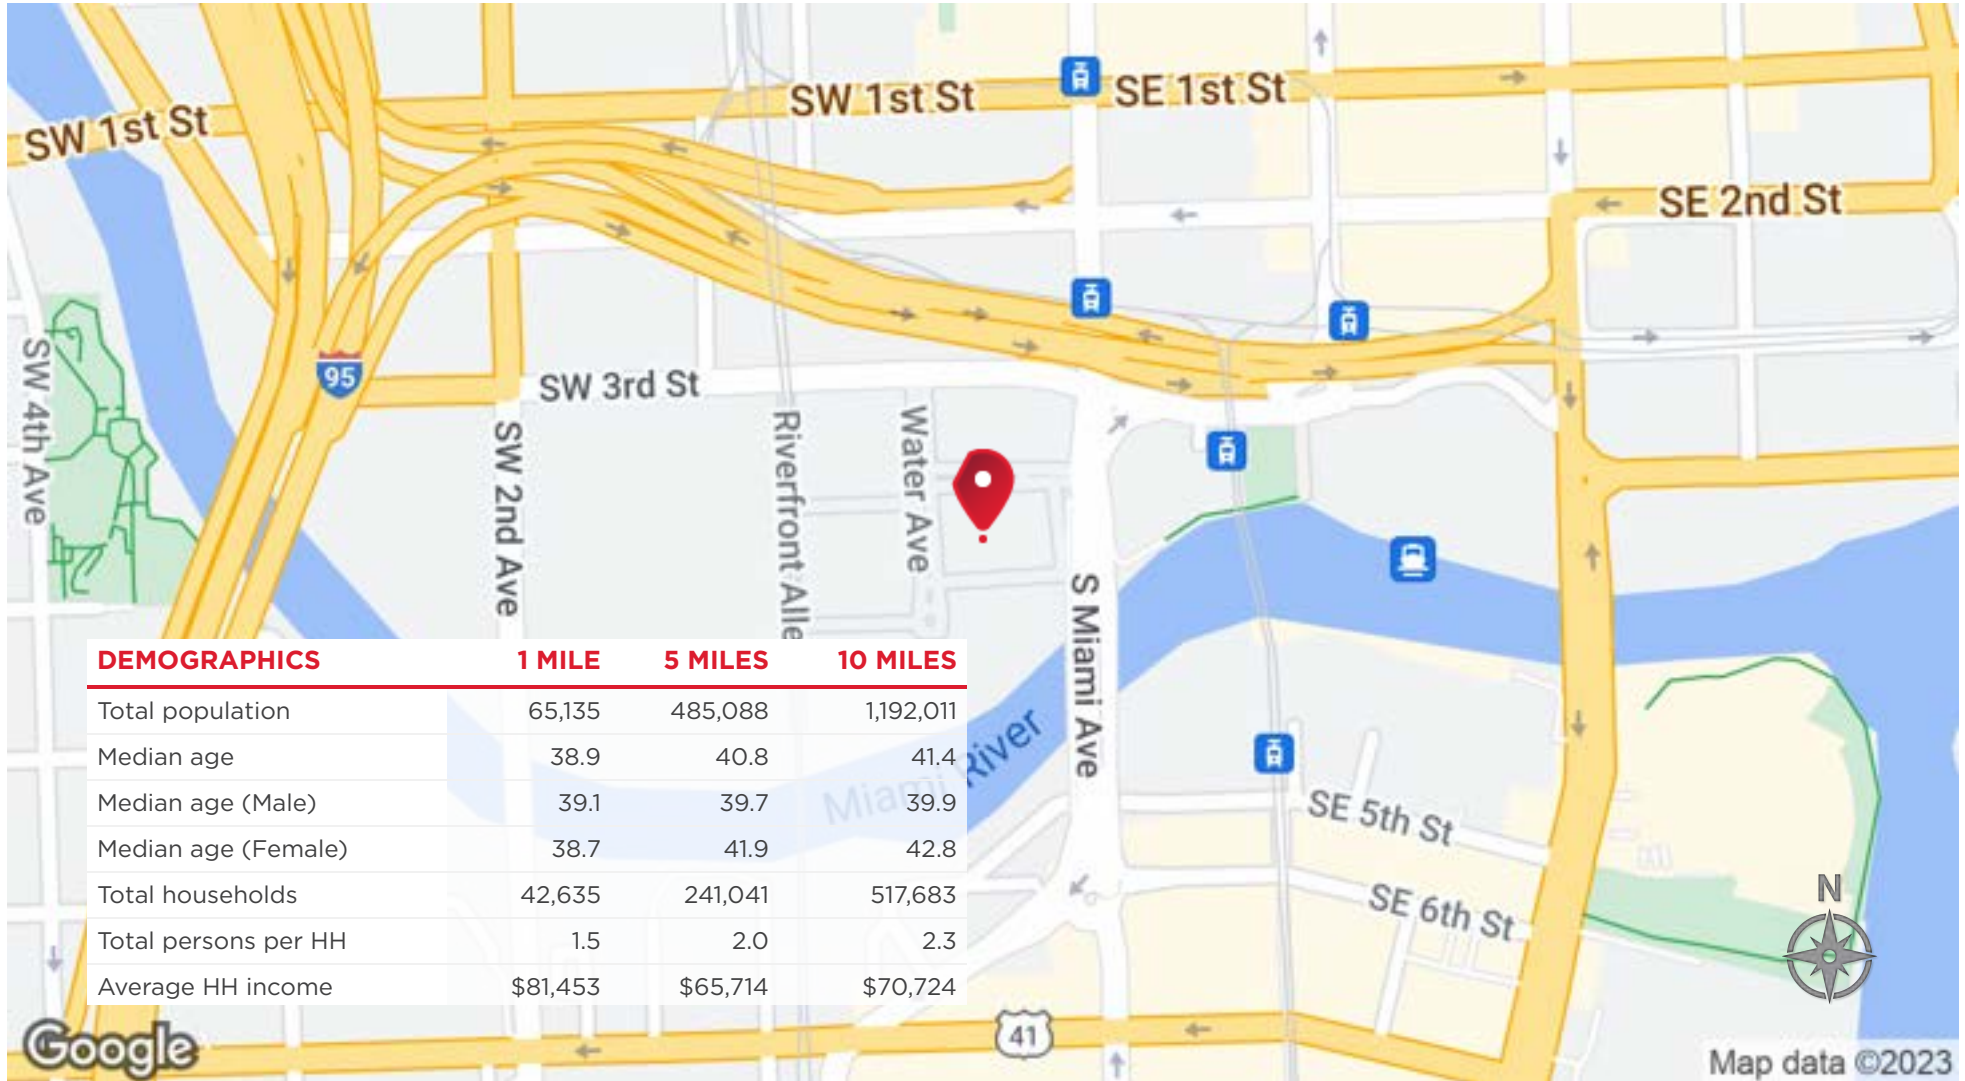 SW 1st St
SW 1st St
SE 1st St
SE 2nd St
95
SW 3rd St
SW 4th Ave
SW 2nd Ave
Riverfront Alle
Water Ave
S Miami Ave
DEMOGRAPHICS 1 MILE 5 MILES 10 MILES
Total population 65,135 485,088 1,192,011
Median age 38.9 40.8 41.4
Median age (Male) 39.1 39.7 39.9
Median age (Female) 38.7 41.9 42.8
Total households 42,635 241,041 517,683
Total persons per HH 1.5 2.0 2.3
Average HH income $81,453 $65,714 $70,724
Miami River
SE 5th St
SE 6th St
N
41
Google
Map data ©2023